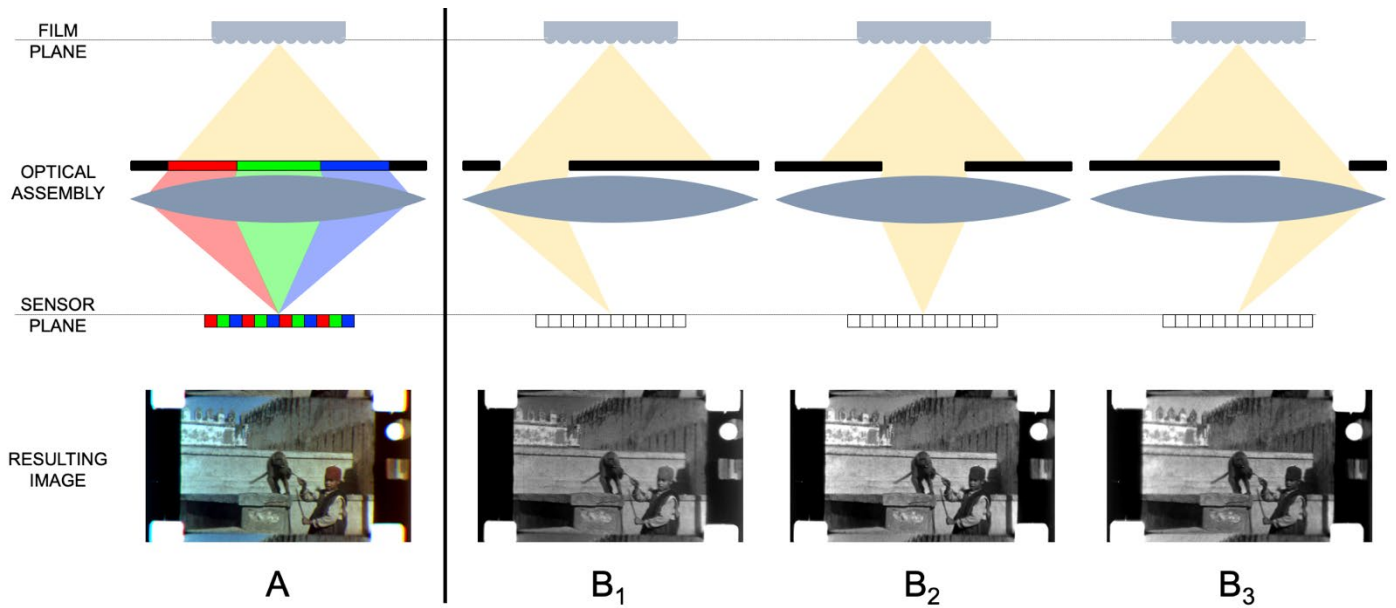 FILM
PLANE
OPTICAL
ASSEMBLY
SENSOR
PLANE
RESULTING
IMAGE
A
B₁
B₂
B₃